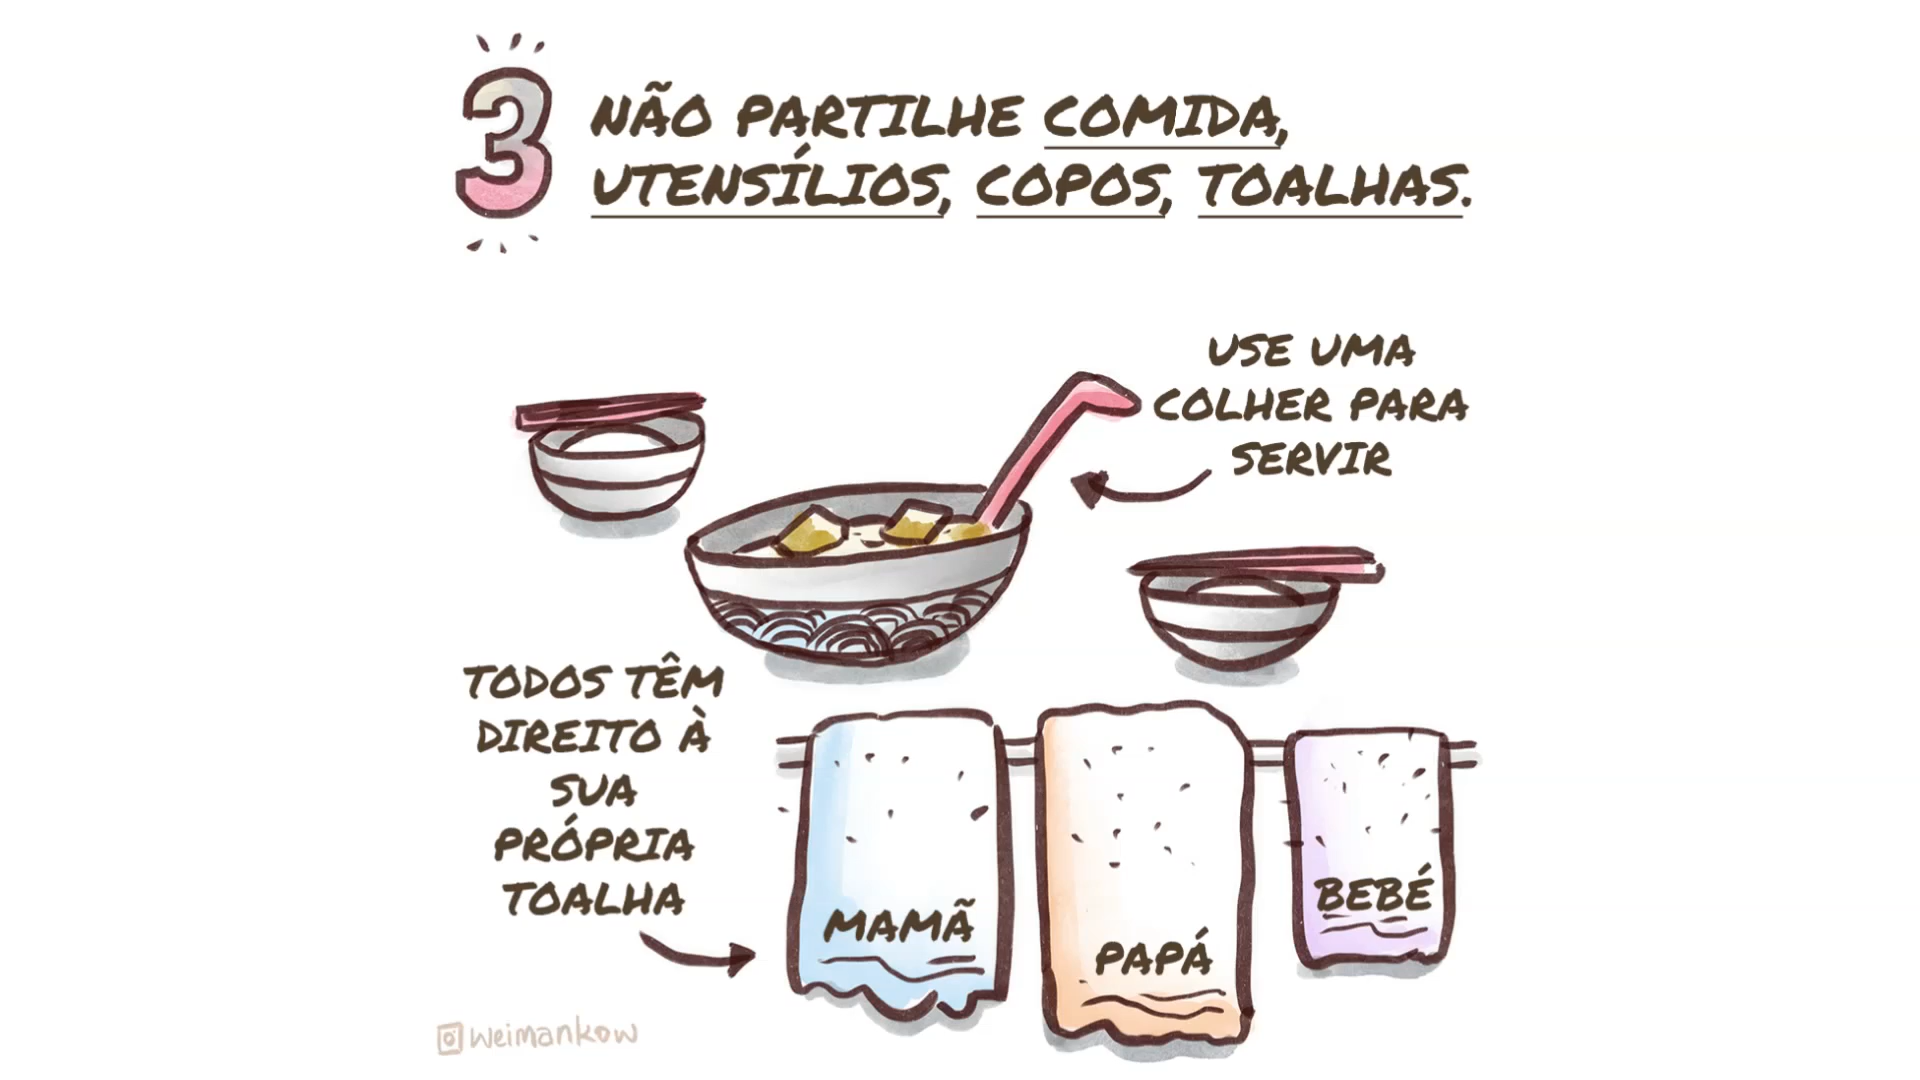 3
NÃO PARTILHE COMIDA,
UTENSÍLIOS, COPOS, TOALHAS.
USE UMA
COLHER PARA
SERVIR
TODOS TÊM
DIREITO À
SUA
PRÓPRIA
TOALHA
MAMÃ
PAPÁ
BEBÉ
weimankow